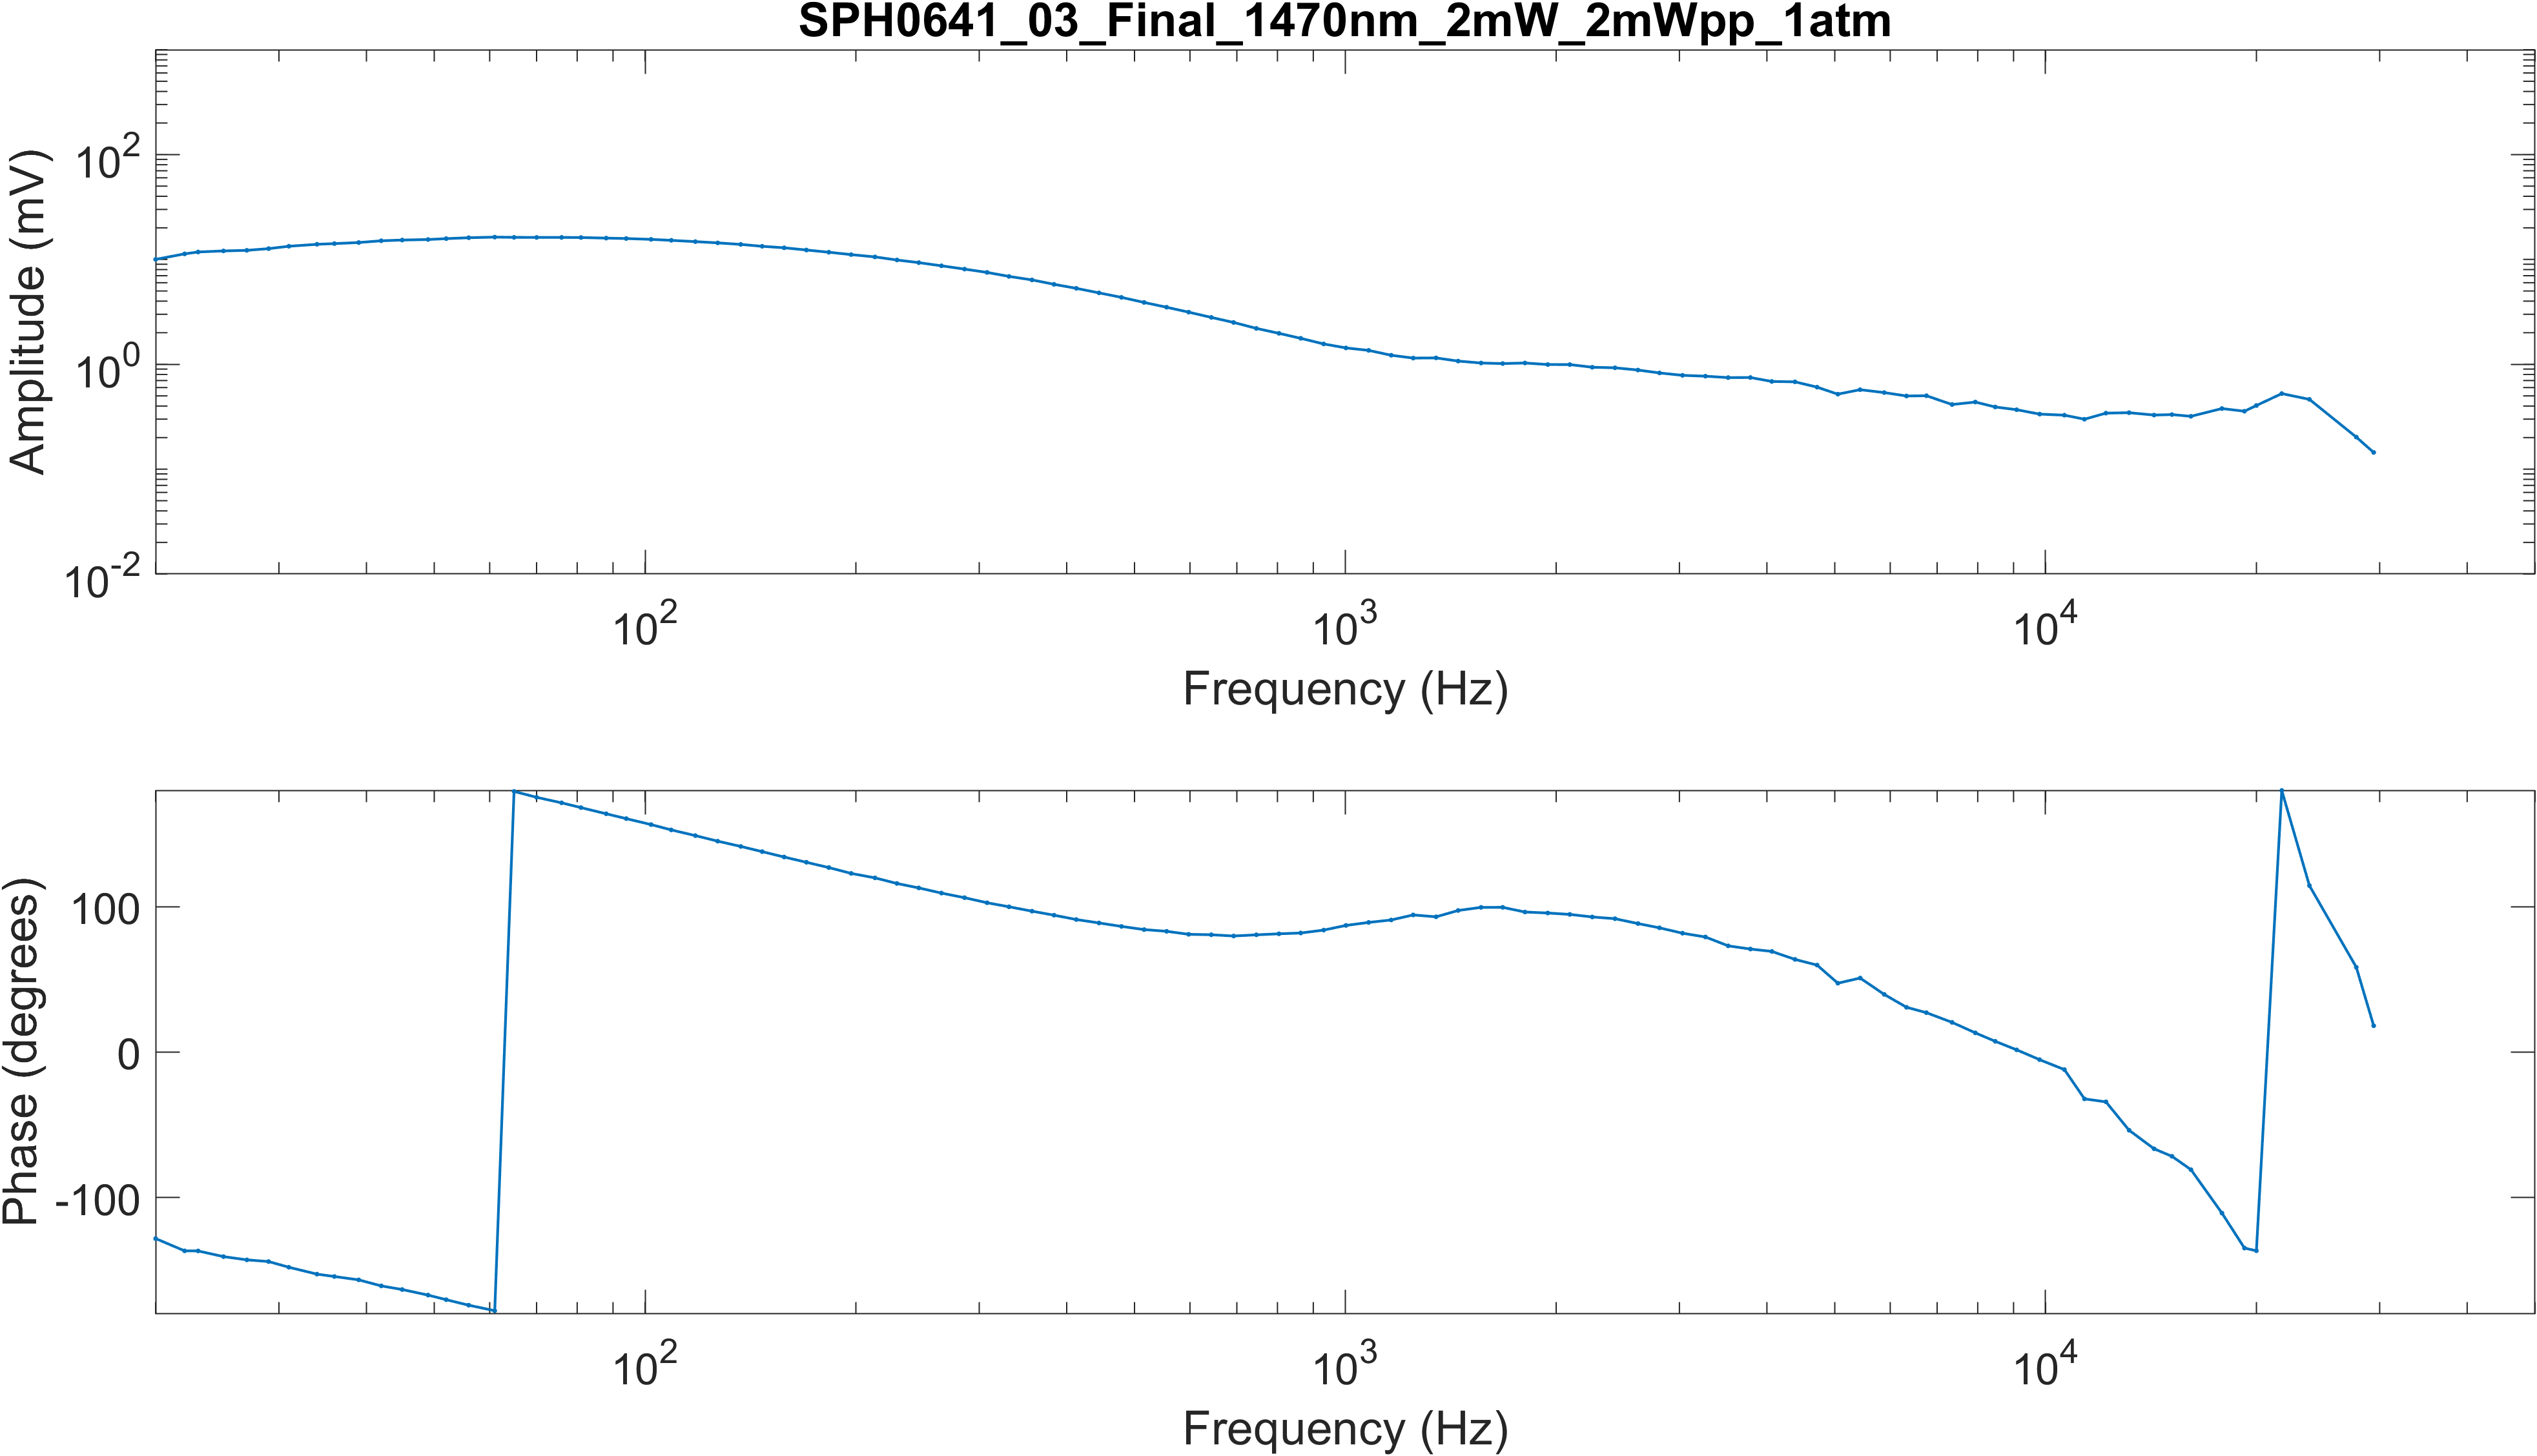 SPH0641_03_Final_1470nm_2mW_2mWpp_1atm
Amplitude (mV)
10^2
10^0
10^-2
10^2
10^3
10^4
Frequency (Hz)
Phase (degrees)
100
0
-100
10^2
10^3
10^4
Frequency (Hz)